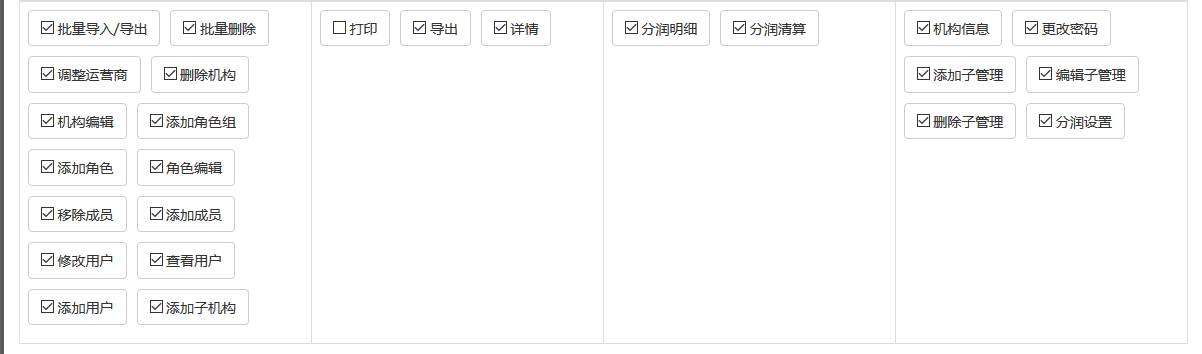 批量导入/导出 批量删除
调整运营商 删除机构
机构编辑 添加角色组
添加角色 角色编辑
移除成员 添加成员
修改用户 查看用户
添加用户 添加子机构
打印 导出 详情
分润明细 分润清算
机构信息 更改密码
添加子管理 编辑子管理
删除子管理 分润设置